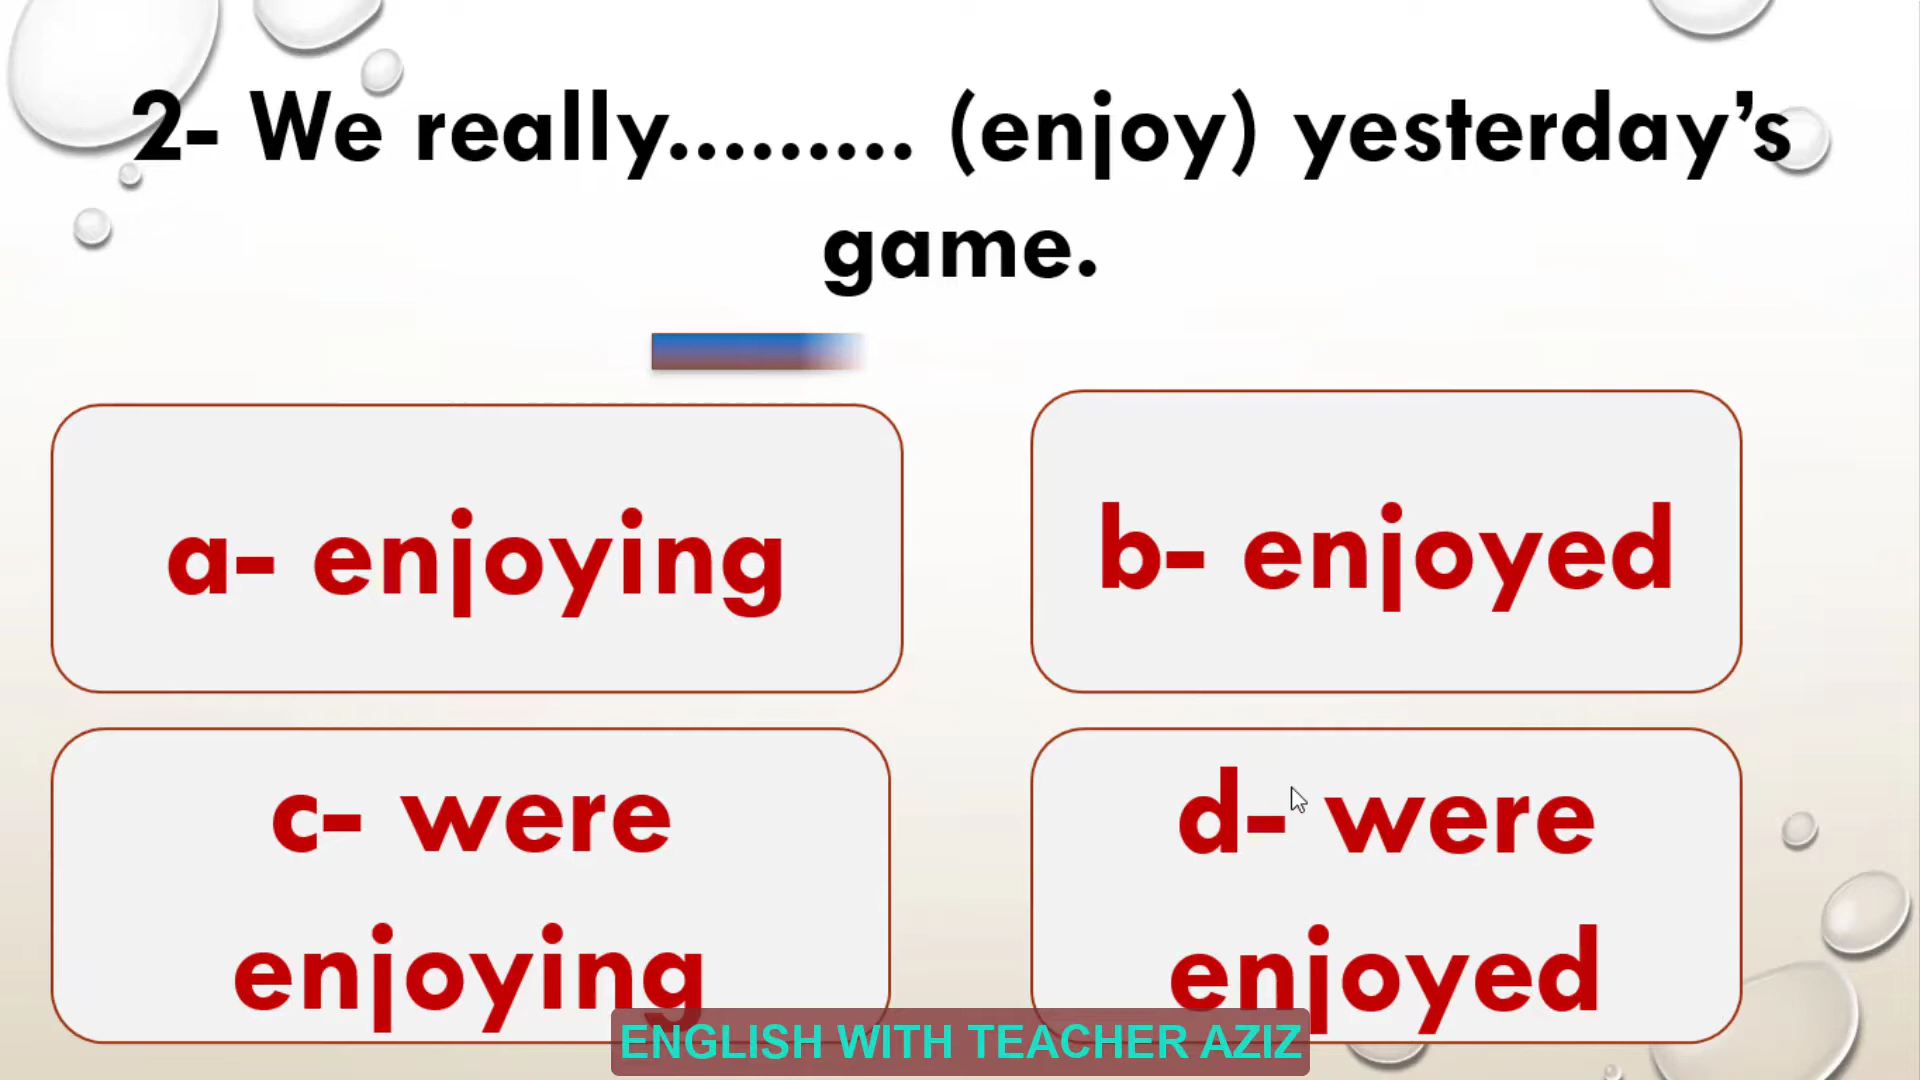 2- We really......... (enjoy) yesterday’s
game.
a- enjoying
b- enjoyed
c- were
enjoying
d- were
enjoyed
ENGLISH WITH TEACHER AZIZ